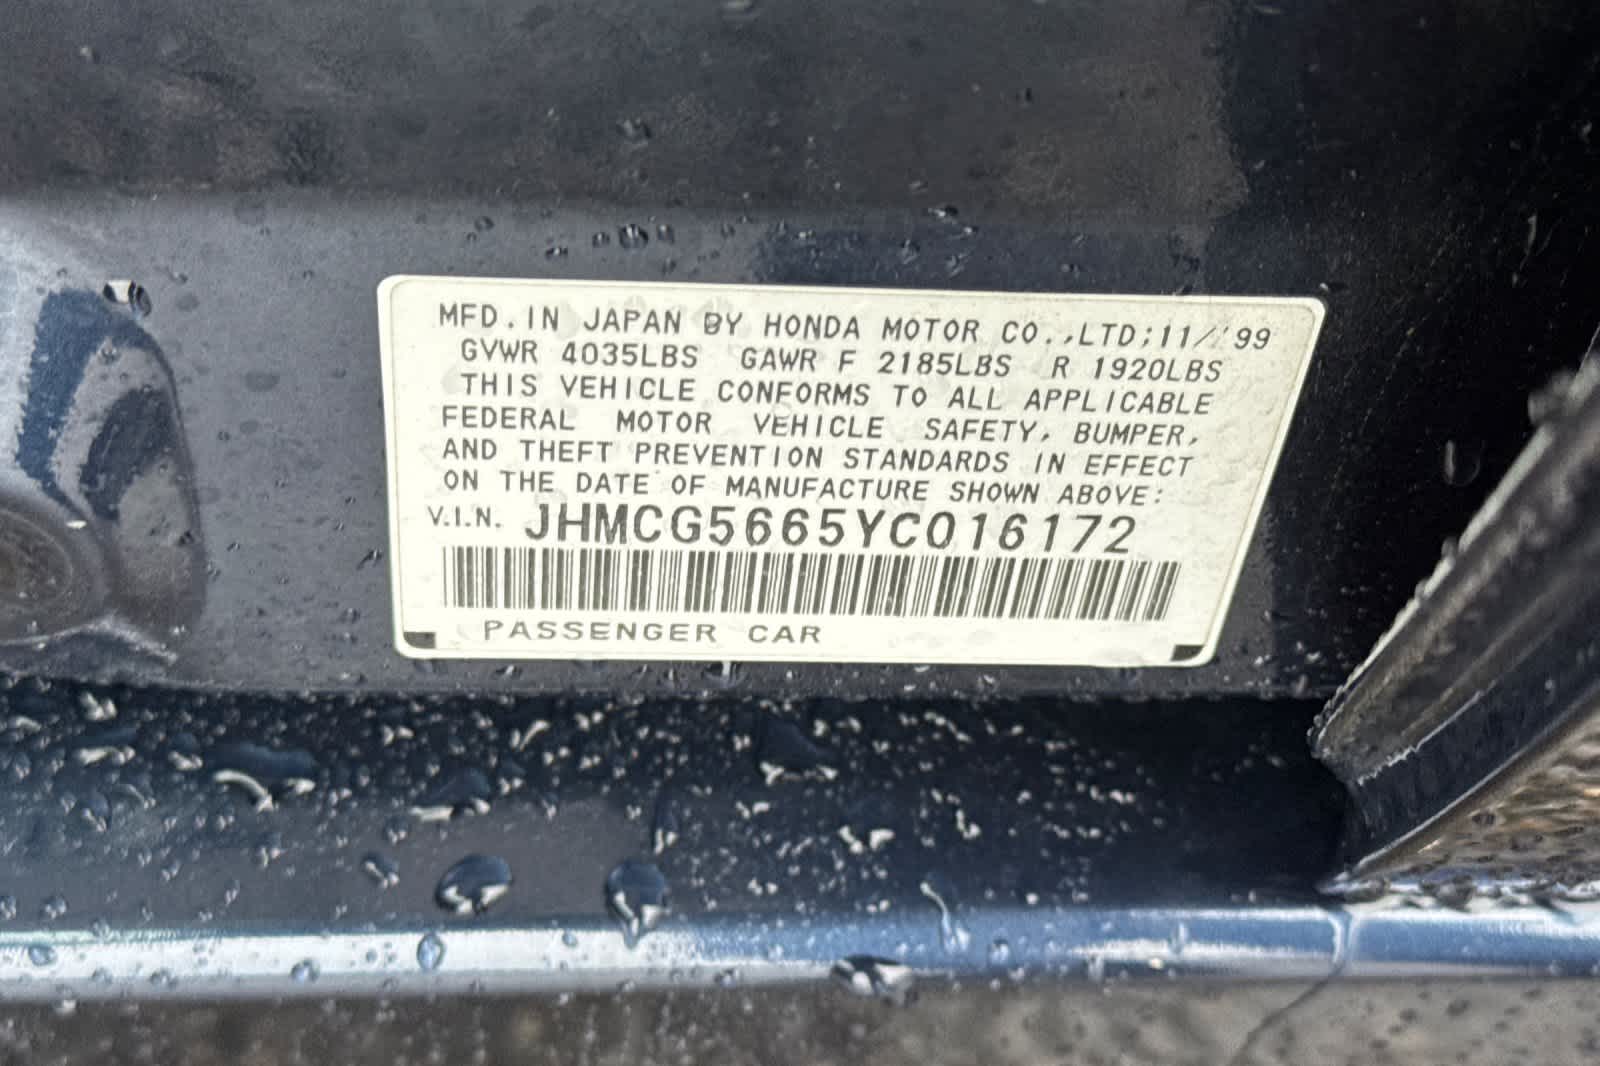 MFD. IN JAPAN BY HONDA MOTOR CO.,LTD;11/'99
GVWR 4035LBS GAWR F 2185LBS R 1920LBS
THIS VEHICLE CONFORMS TO ALL APPLICABLE
FEDERAL MOTOR VEHICLE SAFETY, BUMPER,
AND THEFT PREVENTION STANDARDS IN EFFECT
ON THE DATE OF MANUFACTURE SHOWN ABOVE:
V.I.N. JHMCG5665YC016172
PASSENGER CAR